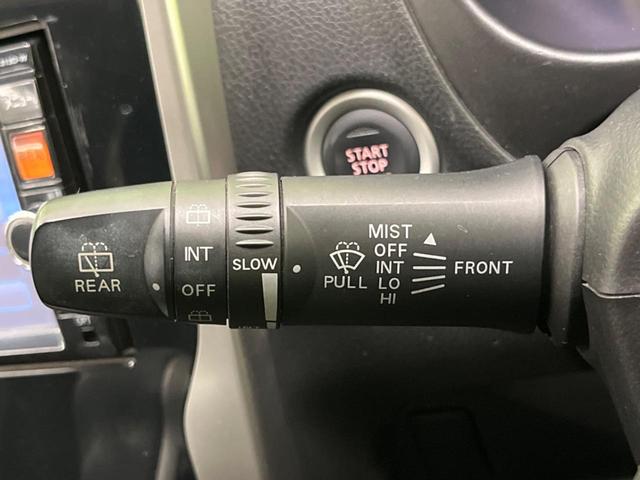 START
STOP
REAR
INT
OFF
SLOW
PULL
MIST
OFF
INT
LO
HI
FRONT